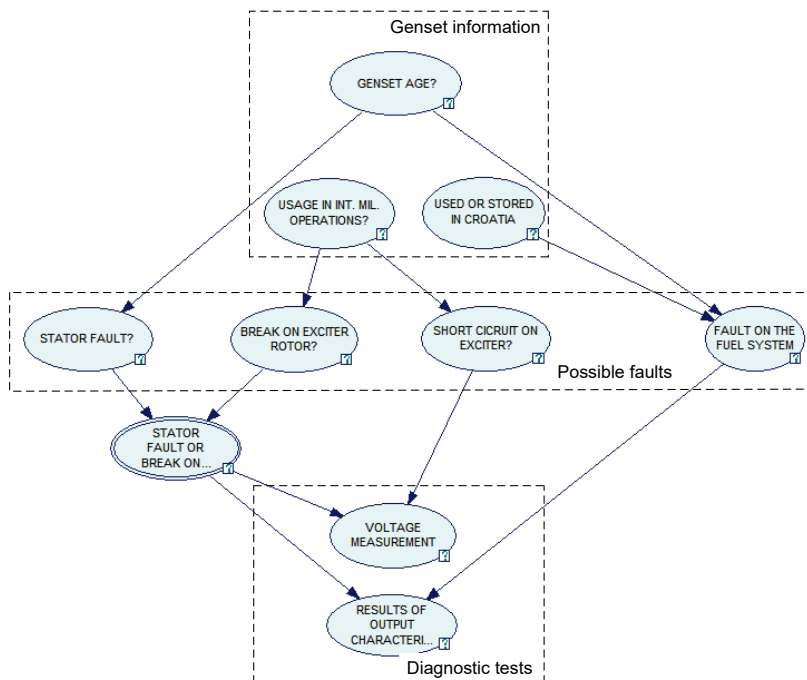 Genset information
GENSET AGE?
USAGE IN INT. MIL.
OPERATIONS?
USED OR STORED
IN CROATIA
STATOR FAULT?
BREAK ON EXCITER
ROTOR?
SHORT CICRUIT ON
EXCITER?
FAULT ON THE
FUEL SYSTEM
Possible faults
STATOR
FAULT OR
BREAK ON...
VOLTAGE
MEASUREMENT
RESULTS OF
OUTPUT
CHARACTERI...
Diagnostic tests